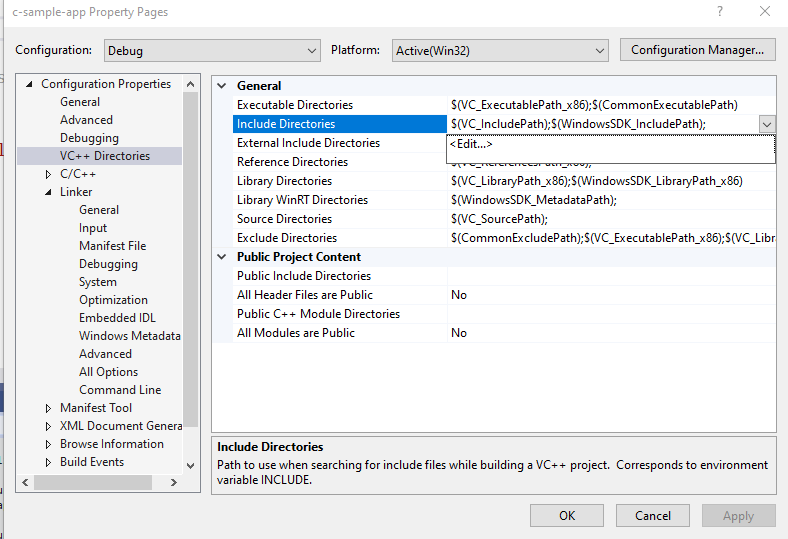 c-sample-app Property Pages
? ×
Configuration: Debug Platform: Active(Win32) Configuration Manager...
Configuration Properties
General
Advanced
Debugging
VC++ Directories
C/C++
Linker
General
Input
Manifest File
Debugging
System
Optimization
Embedded IDL
Windows Metadata
Advanced
All Options
Command Line
Manifest Tool
XML Document Genera
Browse Information
Build Events
General
Executable Directories $(VC_ExecutablePath_x86);$(CommonExecutablePath)
Include Directories $(VC_IncludePath);$(WindowsSDK_IncludePath);
External Include Directories <Edit...>
Reference Directories
Library Directories $(VC_LibraryPath_x86);$(WindowsSDK_LibraryPath_x86)
Library WinRT Directories $(WindowsSDK_MetadataPath);
Source Directories $(VC_SourcePath);
Exclude Directories $(CommonExcludePath);$(VC_ExecutablePath_x86);$(VC_Libr
Public Project Content
Public Include Directories
All Header Files are Public No
Public C++ Module Directories
All Modules are Public No
Include Directories
Path to use when searching for include files while building a VC++ project. Corresponds to environment
variable INCLUDE.
OK Cancel Apply